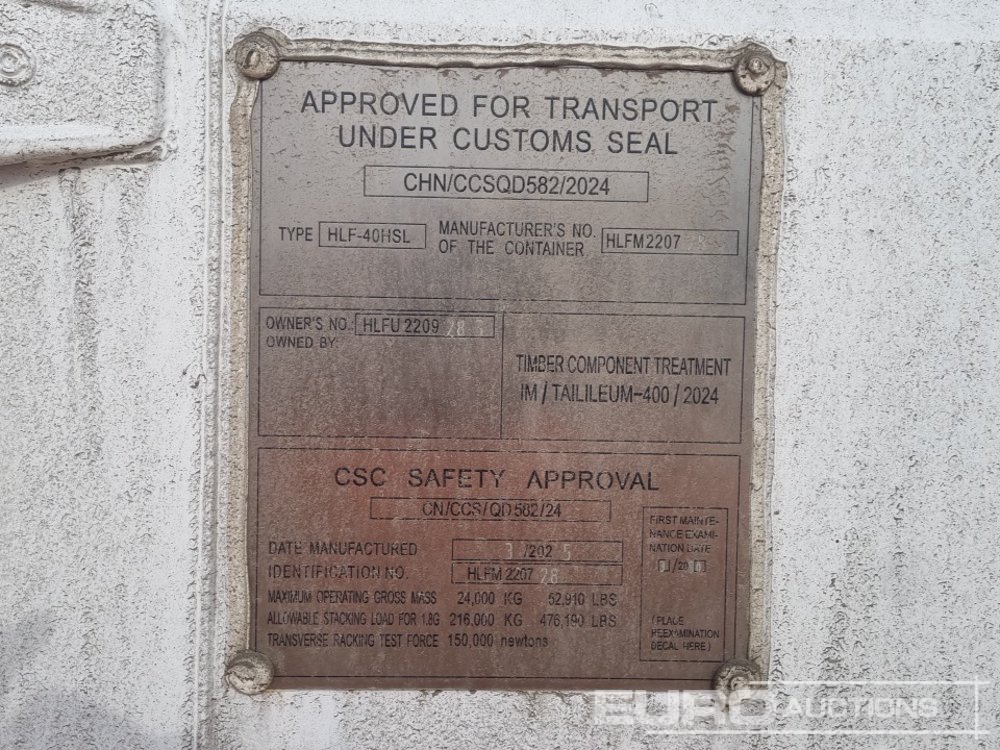 APPROVED FOR TRANSPORT
UNDER CUSTOMS SEAL
CHN/CCSQD582/2024
TYPE HLF-40HSL MANUFACTURER'S NO. OF THE CONTAINER HLFM2207
OWNER'S NO.: HLFU 2209
OWNED BY:
TIMBER COMPONENT TREATMENT
IM / TAILILEUM-400 / 2024
CSC SAFETY APPROVAL
CN/CCS/QD582/24
DATE MANUFACTURED /202
IDENTIFICATION NO. HLFM 2207 28
MAXIMUM OPERATING GROSS MASS 24,000 KG 52,910 LBS
ALLOWABLE STACKING LOAD FOR 1.8G 216,000 KG 476,190 LBS
TRANSVERSE RACKING TEST FORCE 150,000 newtons
FIRST MAINTE-
NANCE EXAMI-
NATION DATE
/20
(PLACE
REEXAMINATION
DECAL HERE)
EURO AUCTIONS